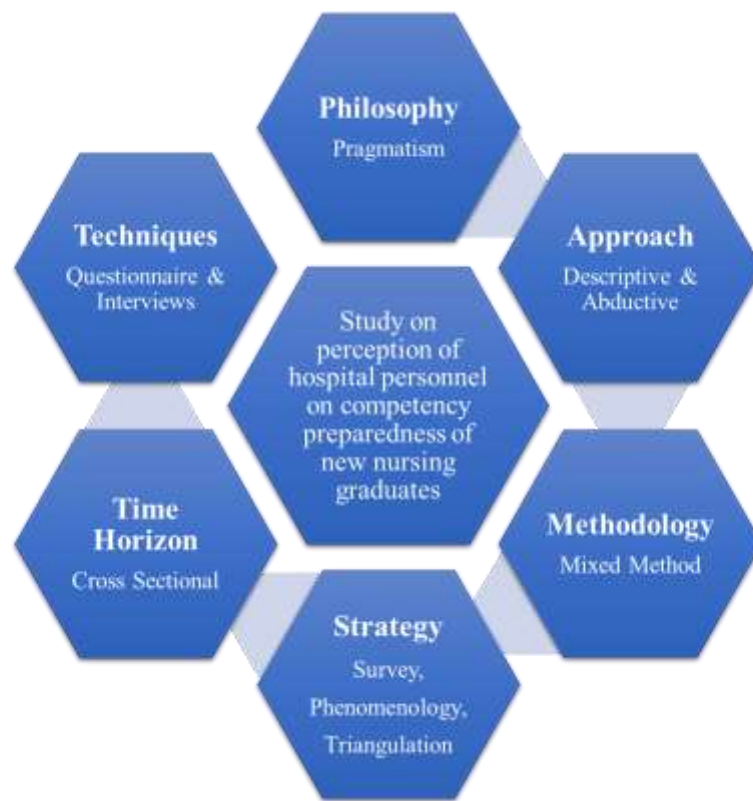 Philosophy
Pragmatism
Approach
Descriptive &
Abductive
Methodology
Mixed Method
Strategy
Survey,
Phenomenology,
Triangulation
Time
Horizon
Cross Sectional
Techniques
Questionnaire &
Interviews
Study on
perception of
hospital personnel
on competency
preparedness of
new nursing
graduates